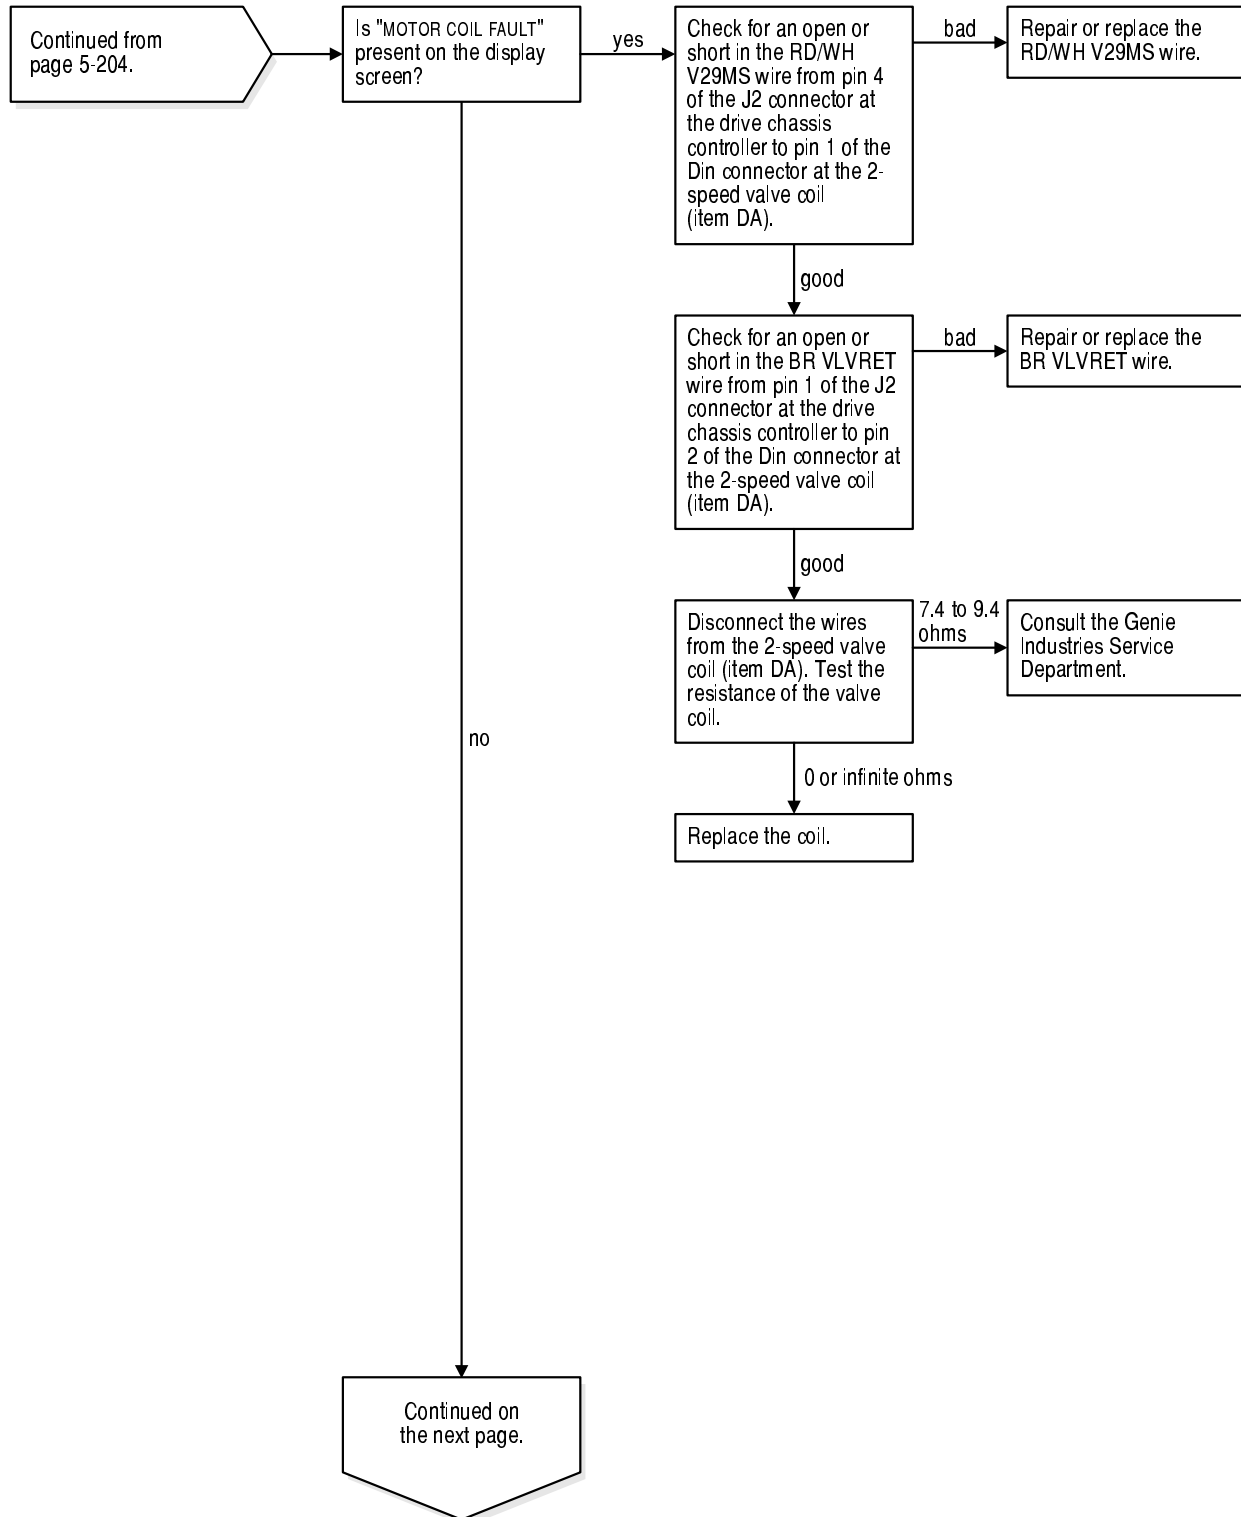 Continued from
page 5-204.
Is "MOTOR COIL FAULT"
present on the display
screen?
yes
Check for an open or
short in the RD/WH
V29MS wire from pin 4
of the J2 connector at
the drive chassis
controller to pin 1 of the
Din connector at the 2-
speed valve coil
(item DA).
bad
Repair or replace the
RD/WH V29MS wire.
good
Check for an open or
short in the BR VLVRET
wire from pin 1 of the J2
connector at the drive
chassis controller to pin
2 of the Din connector at
the 2-speed valve coil
(item DA).
bad
Repair or replace the
BR VLVRET wire.
good
Disconnect the wires
from the 2-speed valve
coil (item DA). Test the
resistance of the valve
coil.
7.4 to 9.4
ohms
Consult the Genie
Industries Service
Department.
no
0 or infinite ohms
Replace the coil.
Continued on
the next page.